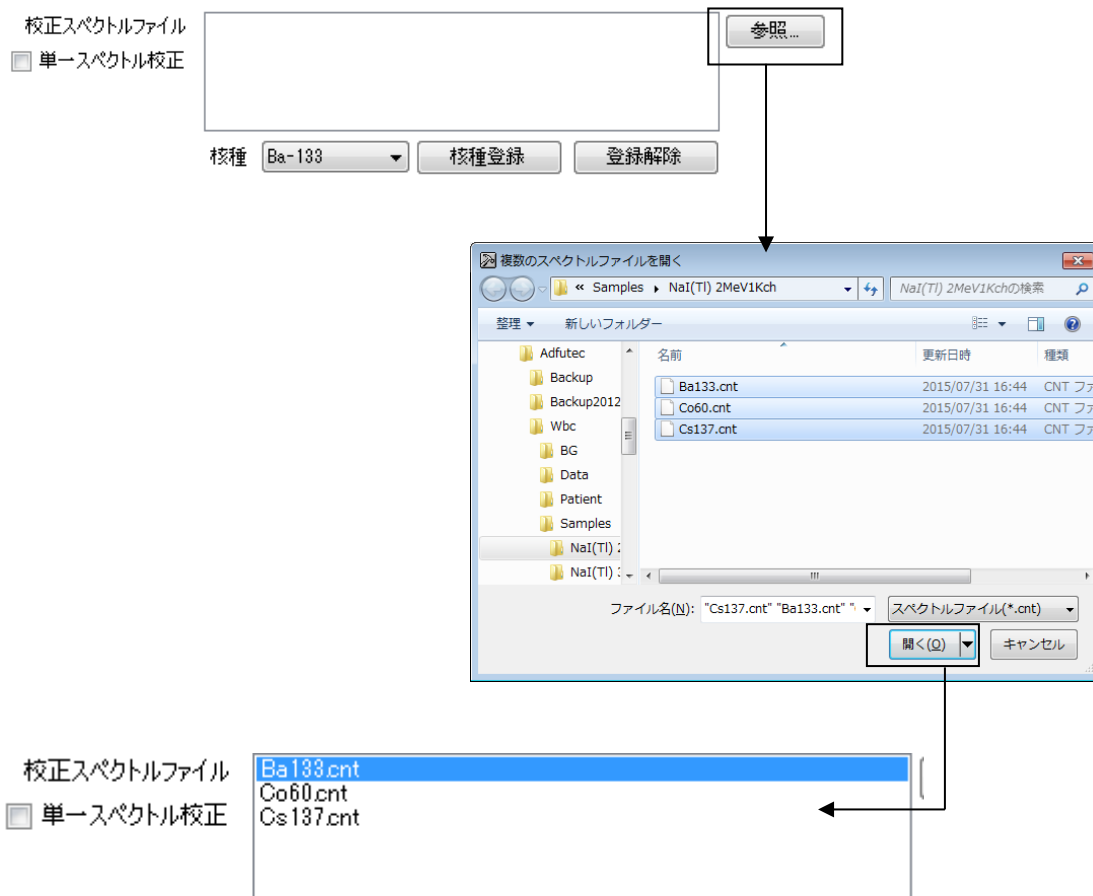 校正スペクトルファイル
参照...
単一スペクトル校正
核種 Ba-133 核種登録 登録解除
複数のスペクトルファイルを開く
« Samples NaI(Tl) 2MeV1Kch NaI(Tl) 2MeV1Kchの検索
整理 新しいフォルダー
Adfutec
Backup
Backup2012
Wbc
BG
Data
Patient
Samples
NaI(Tl) 2
NaI(Tl) 3
名前 更新日時 種類
Ba133.cnt 2015/07/31 16:44 CNT ファ
Co60.cnt 2015/07/31 16:44 CNT ファ
Cs137.cnt 2015/07/31 16:44 CNT ファ
ファイル名(N): "Cs137.cnt" "Ba133.cnt" " スペクトルファイル(*.cnt)
開く(O) キャンセル
校正スペクトルファイル
単一スペクトル校正
Ba133.cnt
Co60.cnt
Cs137.cnt